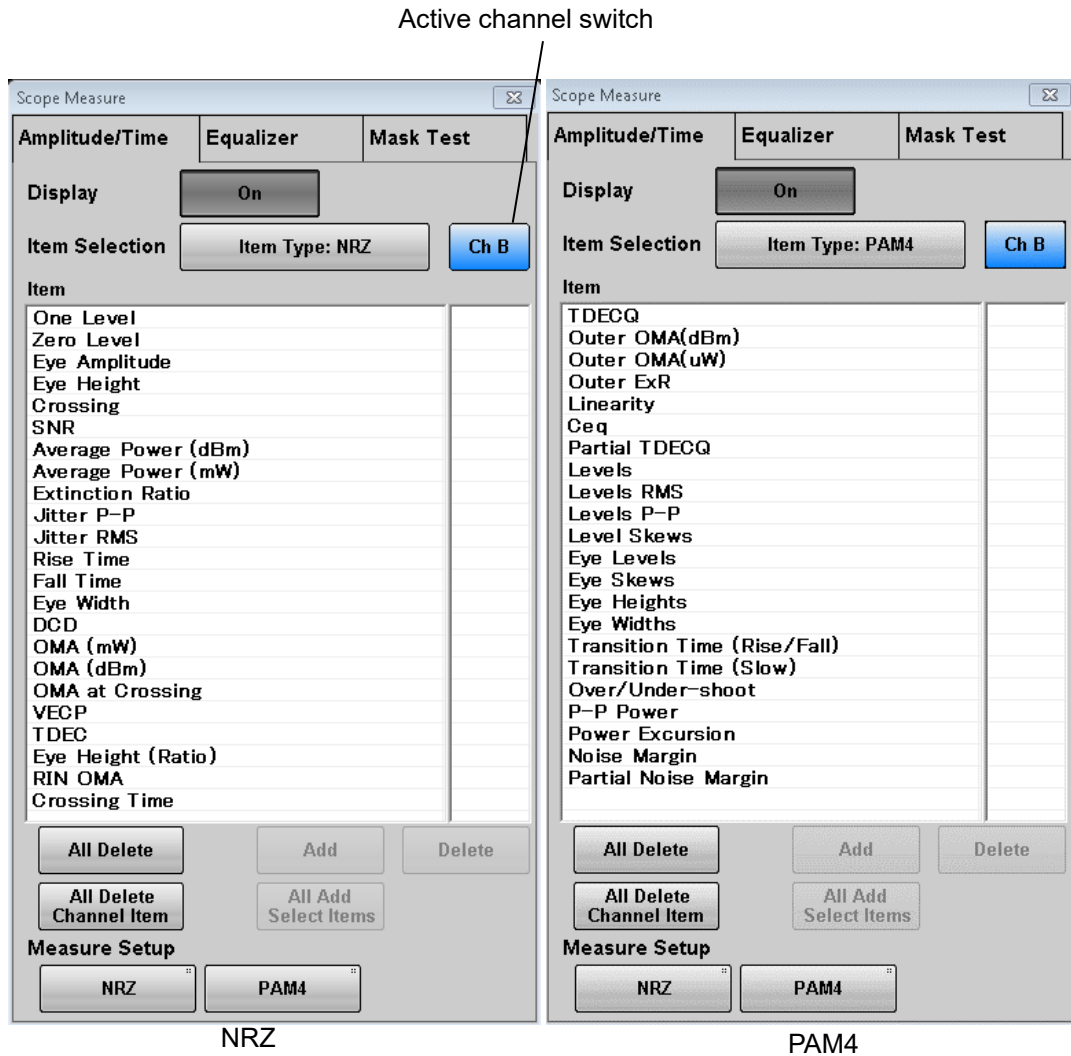 Active channel switch
Scope Measure
Amplitude/Time Equalizer Mask Test
Display On
Item Selection Item Type: NRZ Ch B
Item
One Level
Zero Level
Eye Amplitude
Eye Height
Crossing
SNR
Average Power (dBm)
Average Power (mW)
Extinction Ratio
Jitter P-P
Jitter RMS
Rise Time
Fall Time
Eye Width
DCD
OMA (mW)
OMA (dBm)
OMA at Crossing
VECP
TDEC
Eye Height (Ratio)
RIN OMA
Crossing Time
All Delete Add Delete
All Delete Channel Item All Add Select Items
Measure Setup
NRZ PAM4
NRZ
Scope Measure
Amplitude/Time Equalizer Mask Test
Display On
Item Selection Item Type: PAM4 Ch B
Item
TDECQ
Outer OMA(dBm)
Outer OMA(uW)
Outer ExR
Linearity
Ceq
Partial TDECQ
Levels
Levels RMS
Levels P-P
Level Skews
Eye Levels
Eye Skews
Eye Heights
Eye Widths
Transition Time (Rise/Fall)
Transition Time (Slow)
Over/Under-shoot
P-P Power
Power Excursion
Noise Margin
Partial Noise Margin
All Delete Add Delete
All Delete Channel Item All Add Select Items
Measure Setup
NRZ PAM4
PAM4